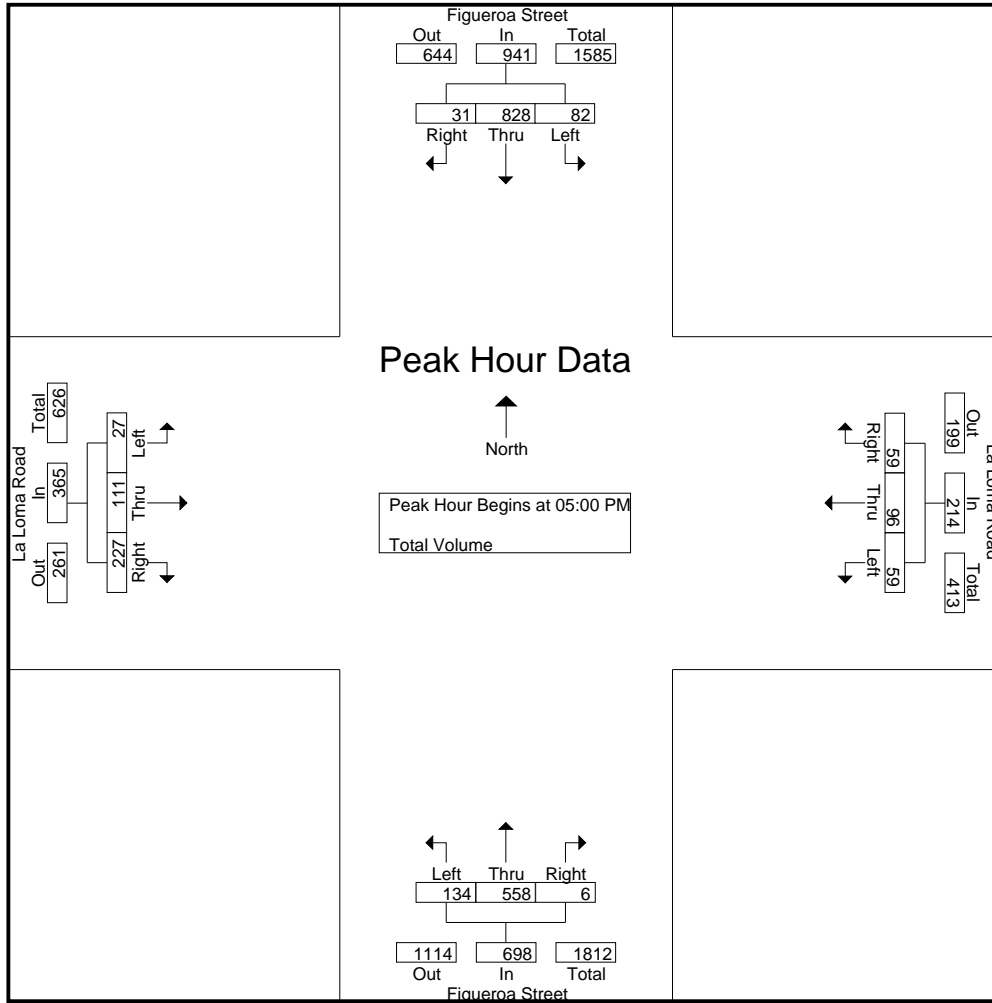 Figueroa Street
Out In Total
644 941 1585
31 828 82
Right Thru Left
Peak Hour Data
North
Peak Hour Begins at 05:00 PM
Total Volume
La Loma Road
Total In Out
626 365 261
27 111 227
Left Thru Right
Right Thru Left
59 96 59
199 214 413
Out In Total
La Loma Road
Left Thru Right
134 558 6
1114 698 1812
Out In Total
Figueroa Street